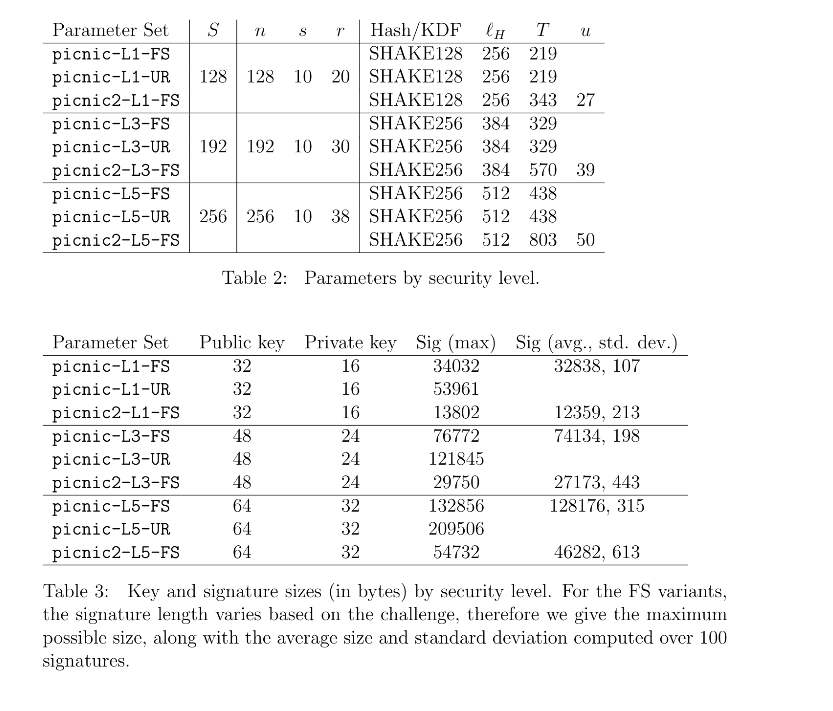 Parameter Set S n s r Hash/KDF ℓH T u
picnic-L1-FS SHAKE128 256 219
picnic-L1-UR 128 128 10 20 SHAKE128 256 219
picnic2-L1-FS SHAKE128 256 343 27
picnic-L3-FS SHAKE256 384 329
picnic-L3-UR 192 192 10 30 SHAKE256 384 329
picnic2-L3-FS SHAKE256 384 570 39
picnic-L5-FS SHAKE256 512 438
picnic-L5-UR 256 256 10 38 SHAKE256 512 438
picnic2-L5-FS SHAKE256 512 803 50
Table 2: Parameters by security level.
Parameter Set Public key Private key Sig (max) Sig (avg., std. dev.)
picnic-L1-FS 32 16 34032 32838, 107
picnic-L1-UR 32 16 53961
picnic2-L1-FS 32 16 13802 12359, 213
picnic-L3-FS 48 24 76772 74134, 198
picnic-L3-UR 48 24 121845
picnic2-L3-FS 48 24 29750 27173, 443
picnic-L5-FS 64 32 132856 128176, 315
picnic-L5-UR 64 32 209506
picnic2-L5-FS 64 32 54732 46282, 613
Table 3: Key and signature sizes (in bytes) by security level. For the FS variants,
the signature length varies based on the challenge, therefore we give the maximum
possible size, along with the average size and standard deviation computed over 100
signatures.